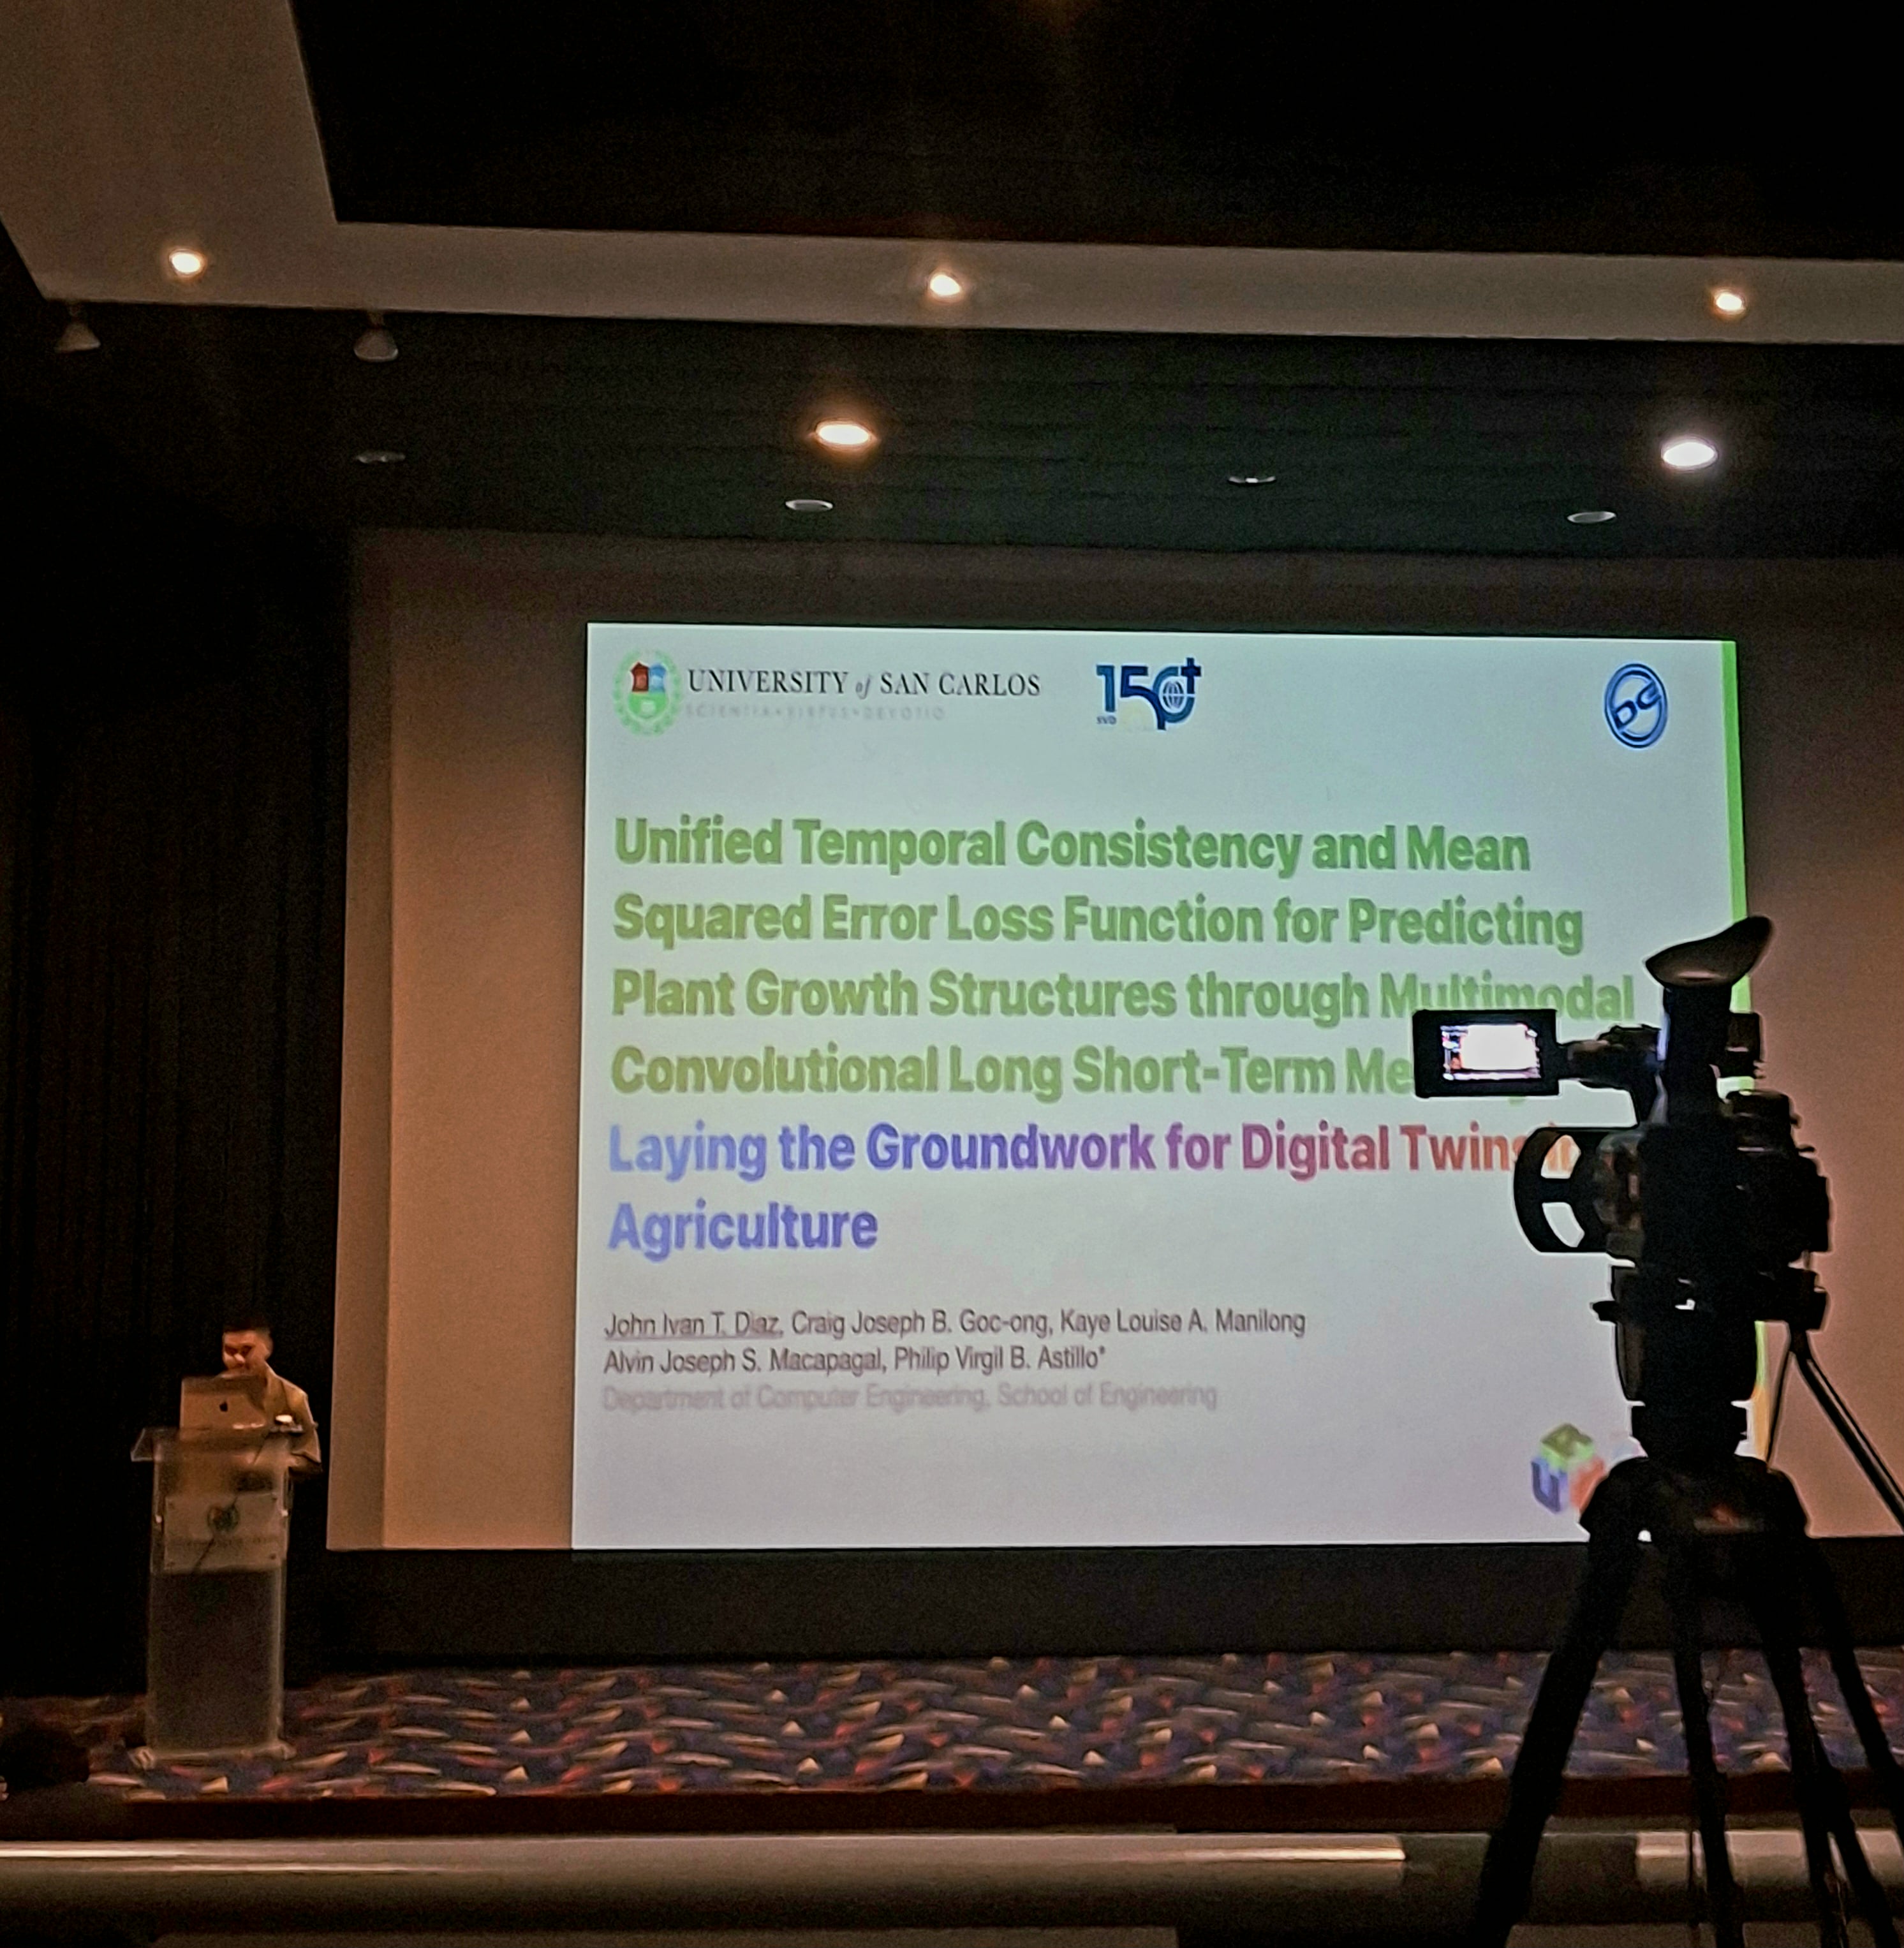 UNIVERSITY of SAN CARLOS
SCIENTIA • VIRTUS • DEVOTIO
150
SVD
Unified Temporal Consistency and Mean
Squared Error Loss Function for Predicting
Plant Growth Structures through Multimodal
Convolutional Long Short-Term
Laying the Groundwork for Digital Twins in
Agriculture
John Ivan T. Diaz, Craig Joseph B. Goc-ong, Kaye Louise A. Manilong
Alvin Joseph S. Macapagal, Philip Virgil B. Astillo*
Department of Computer Engineering, School of Engineering